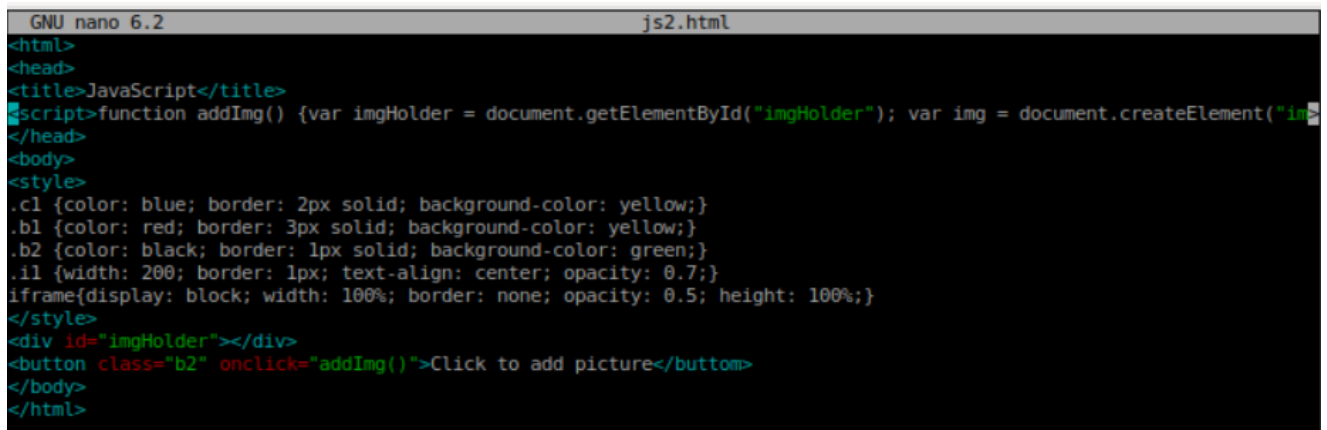 GNU nano 6.2 js2.html
<html>
<head>
<title>JavaScript</title>
<script>function addImg() {var imgHolder = document.getElementById("imgHolder"); var img = document.createElement("im>
</head>
<body>
<style>
.c1 {color: blue; border: 2px solid; background-color: yellow;}
.b1 {color: red; border: 3px solid; background-color: yellow;}
.b2 {color: black; border: 1px solid; background-color: green;}
.i1 {width: 200; border: 1px; text-align: center; opacity: 0.7;}
iframe{display: block; width: 100%; border: none; opacity: 0.5; height: 100%;}
</style>
<div id="imgHolder"></div>
<button class="b2" onclick="addImg()">Click to add picture</buttom>
</body>
</html>